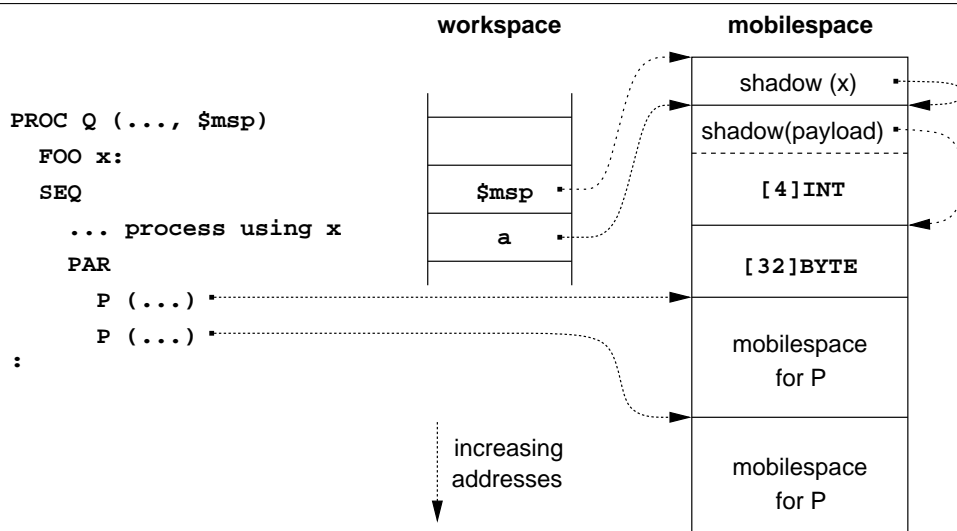 workspace
mobilespace
PROC Q (..., $msp)
FOO x:
SEQ
... process using x
PAR
P (...)
P (...)
:
$msp
a
shadow (x)
shadow(payload)
[4]INT
[32]BYTE
mobilespace
for P
mobilespace
for P
increasing
addresses